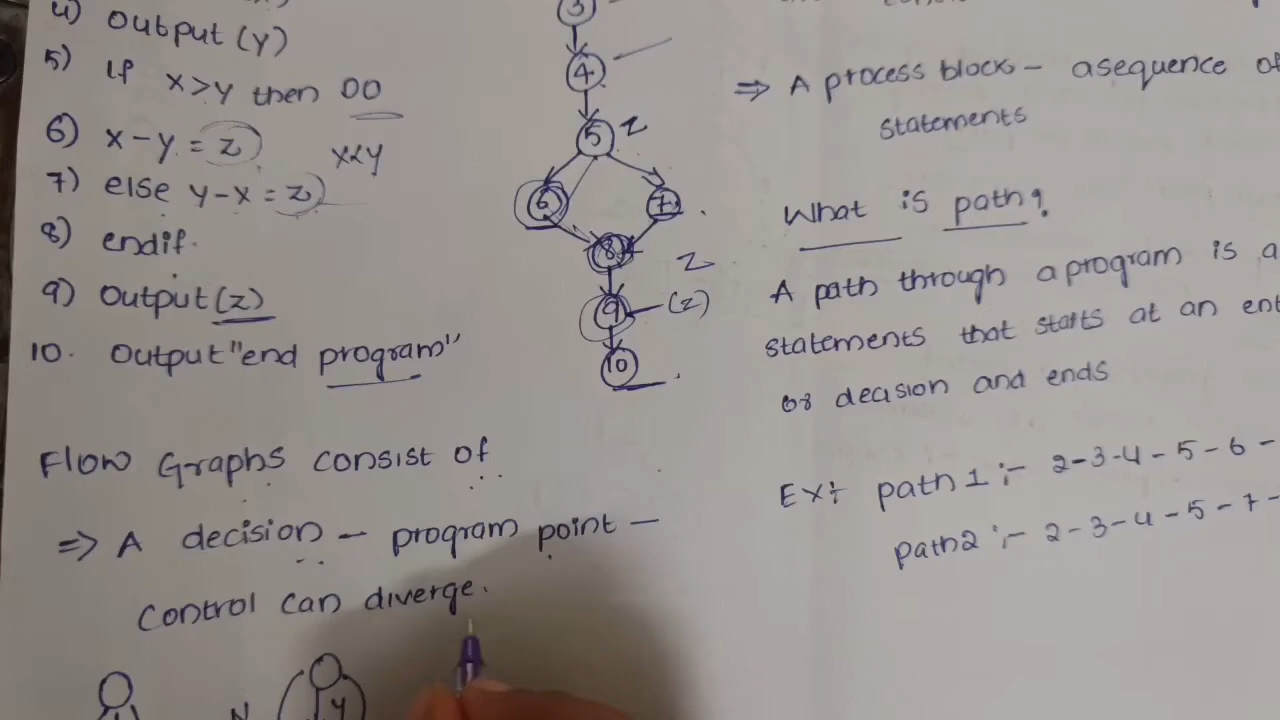 4) output (y)
5) If x>y then DO
6) x-y = z
x<y
7) else y-x = z
8) endif.
9) Output (z)
10. Output "end program"
Flow Graphs consist of
=> A decision - program point -
Control can diverge.
N
Y
3
4
5 z
6 7
8
z
9 (z)
10
=> A process block - a sequence of
statements
What is path?
A path through a program is a
statements that starts at an
or decision and ends
Ex:- path 1 :- 2-3-4-5-6-
path2 :- 2-3-4-5-7-